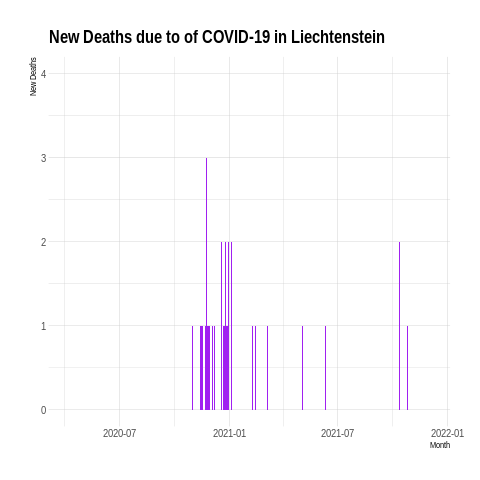 New Deaths due to of COVID-19 in Liechtenstein
New Deaths
4
3
2
1
0
2020-07 2021-01 2021-07 2022-01
Month